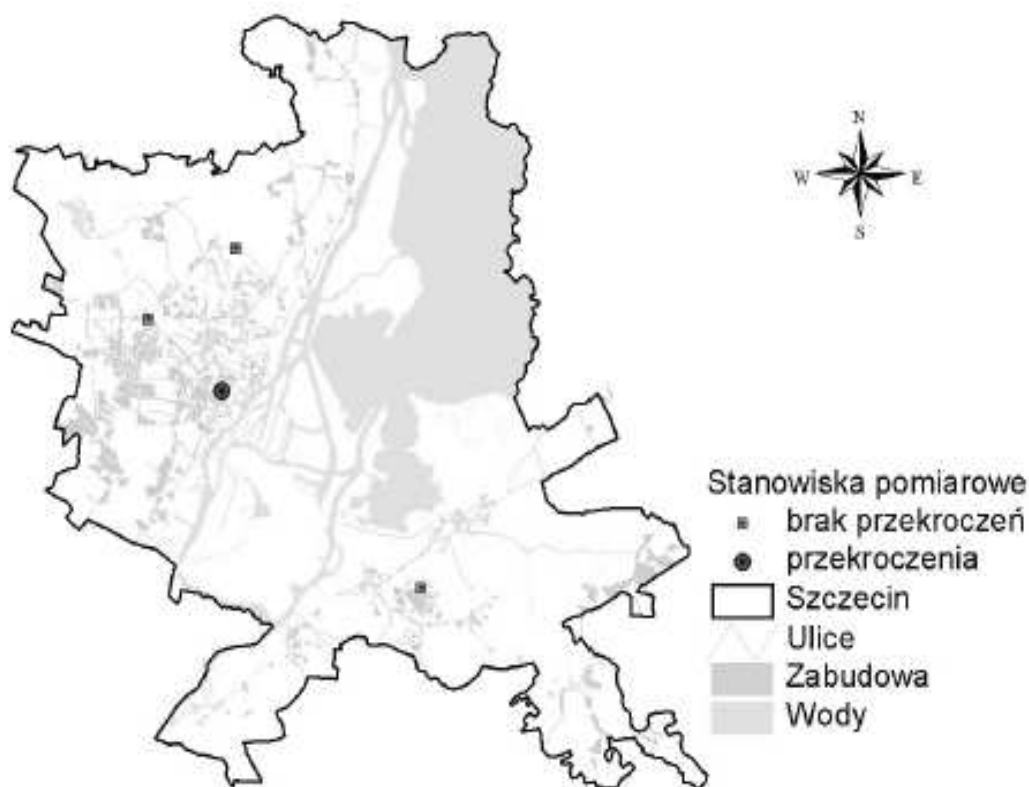 N
W E
S
Stanowiska pomiarowe
brak przekroczeń
przekroczenia
Szczecin
Ulice
Zabudowa
Wody